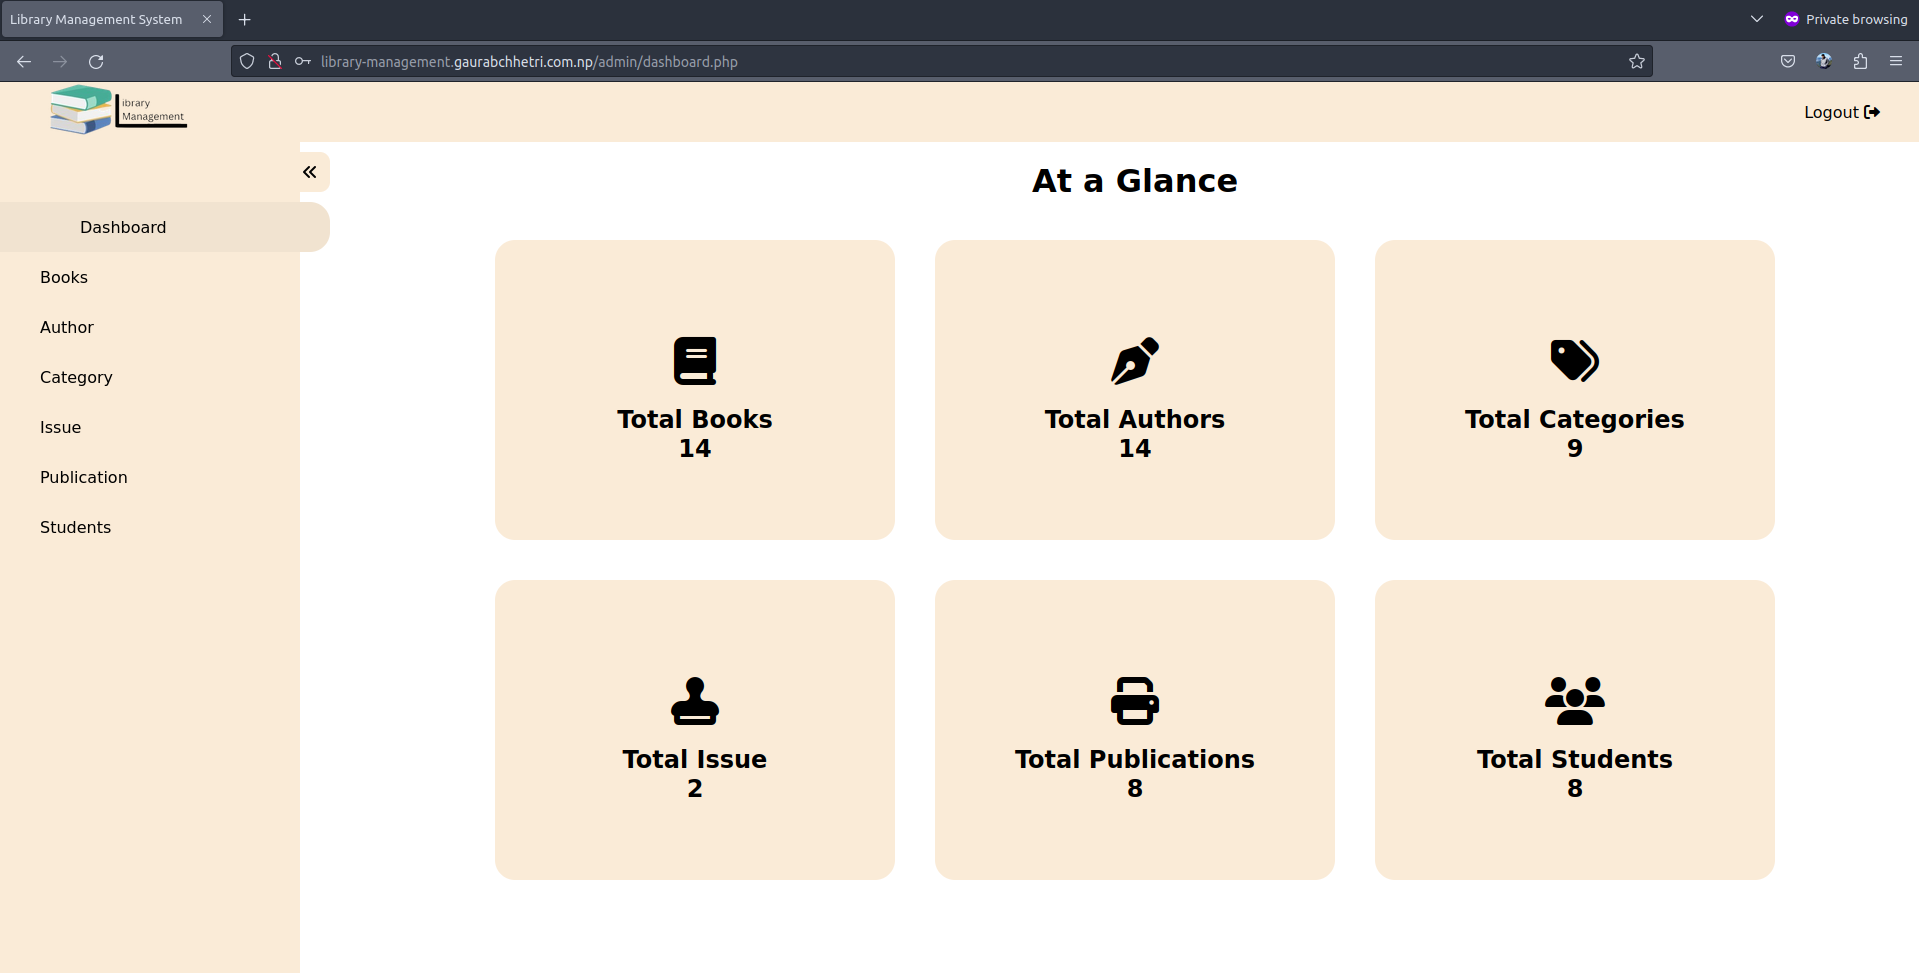 Library Management System
Private browsing
library-management.gaurabchhetri.com.np/admin/dashboard.php
Library
Management
Logout
At a Glance
Dashboard
Books
Author
Category
Issue
Publication
Students
Total Books
14
Total Authors
14
Total Categories
9
Total Issue
2
Total Publications
8
Total Students
8